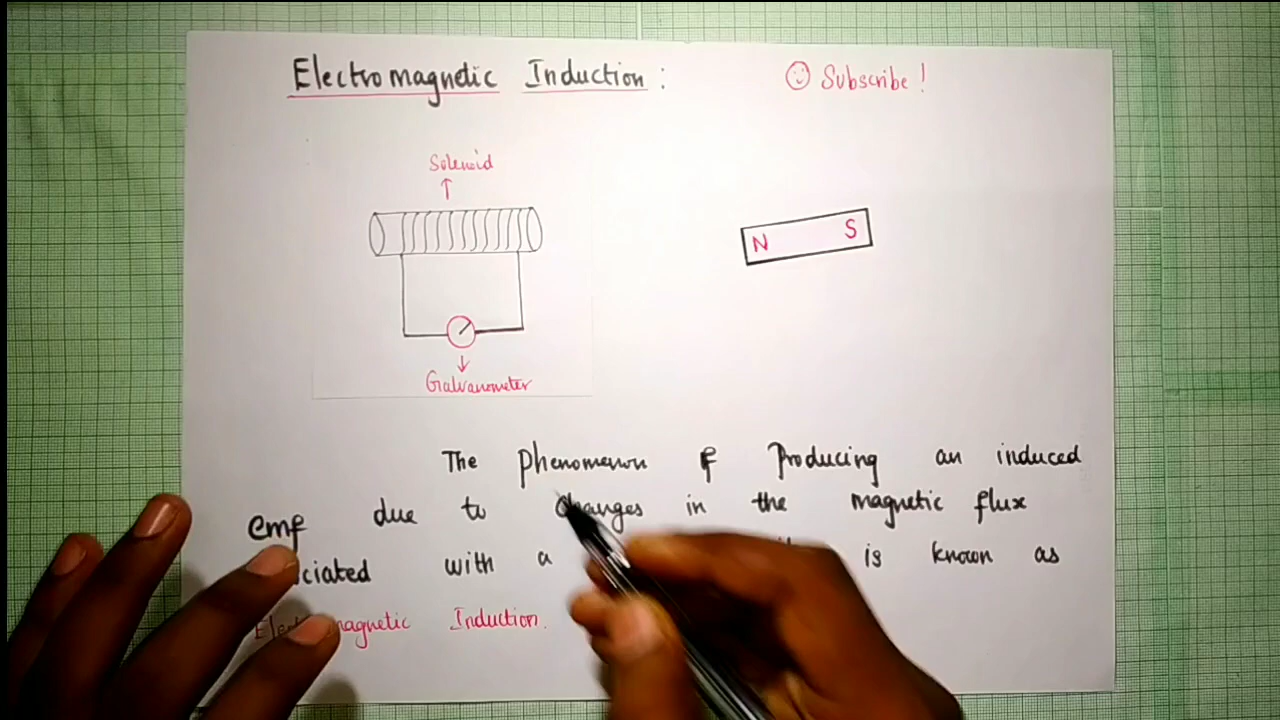 Electromagnetic Induction :
Subscribe !
Solenoid
N S
Galvanometer
The phenomenon of Producing an induced
emf due to changes in the magnetic flux
with a is known as
Induction.